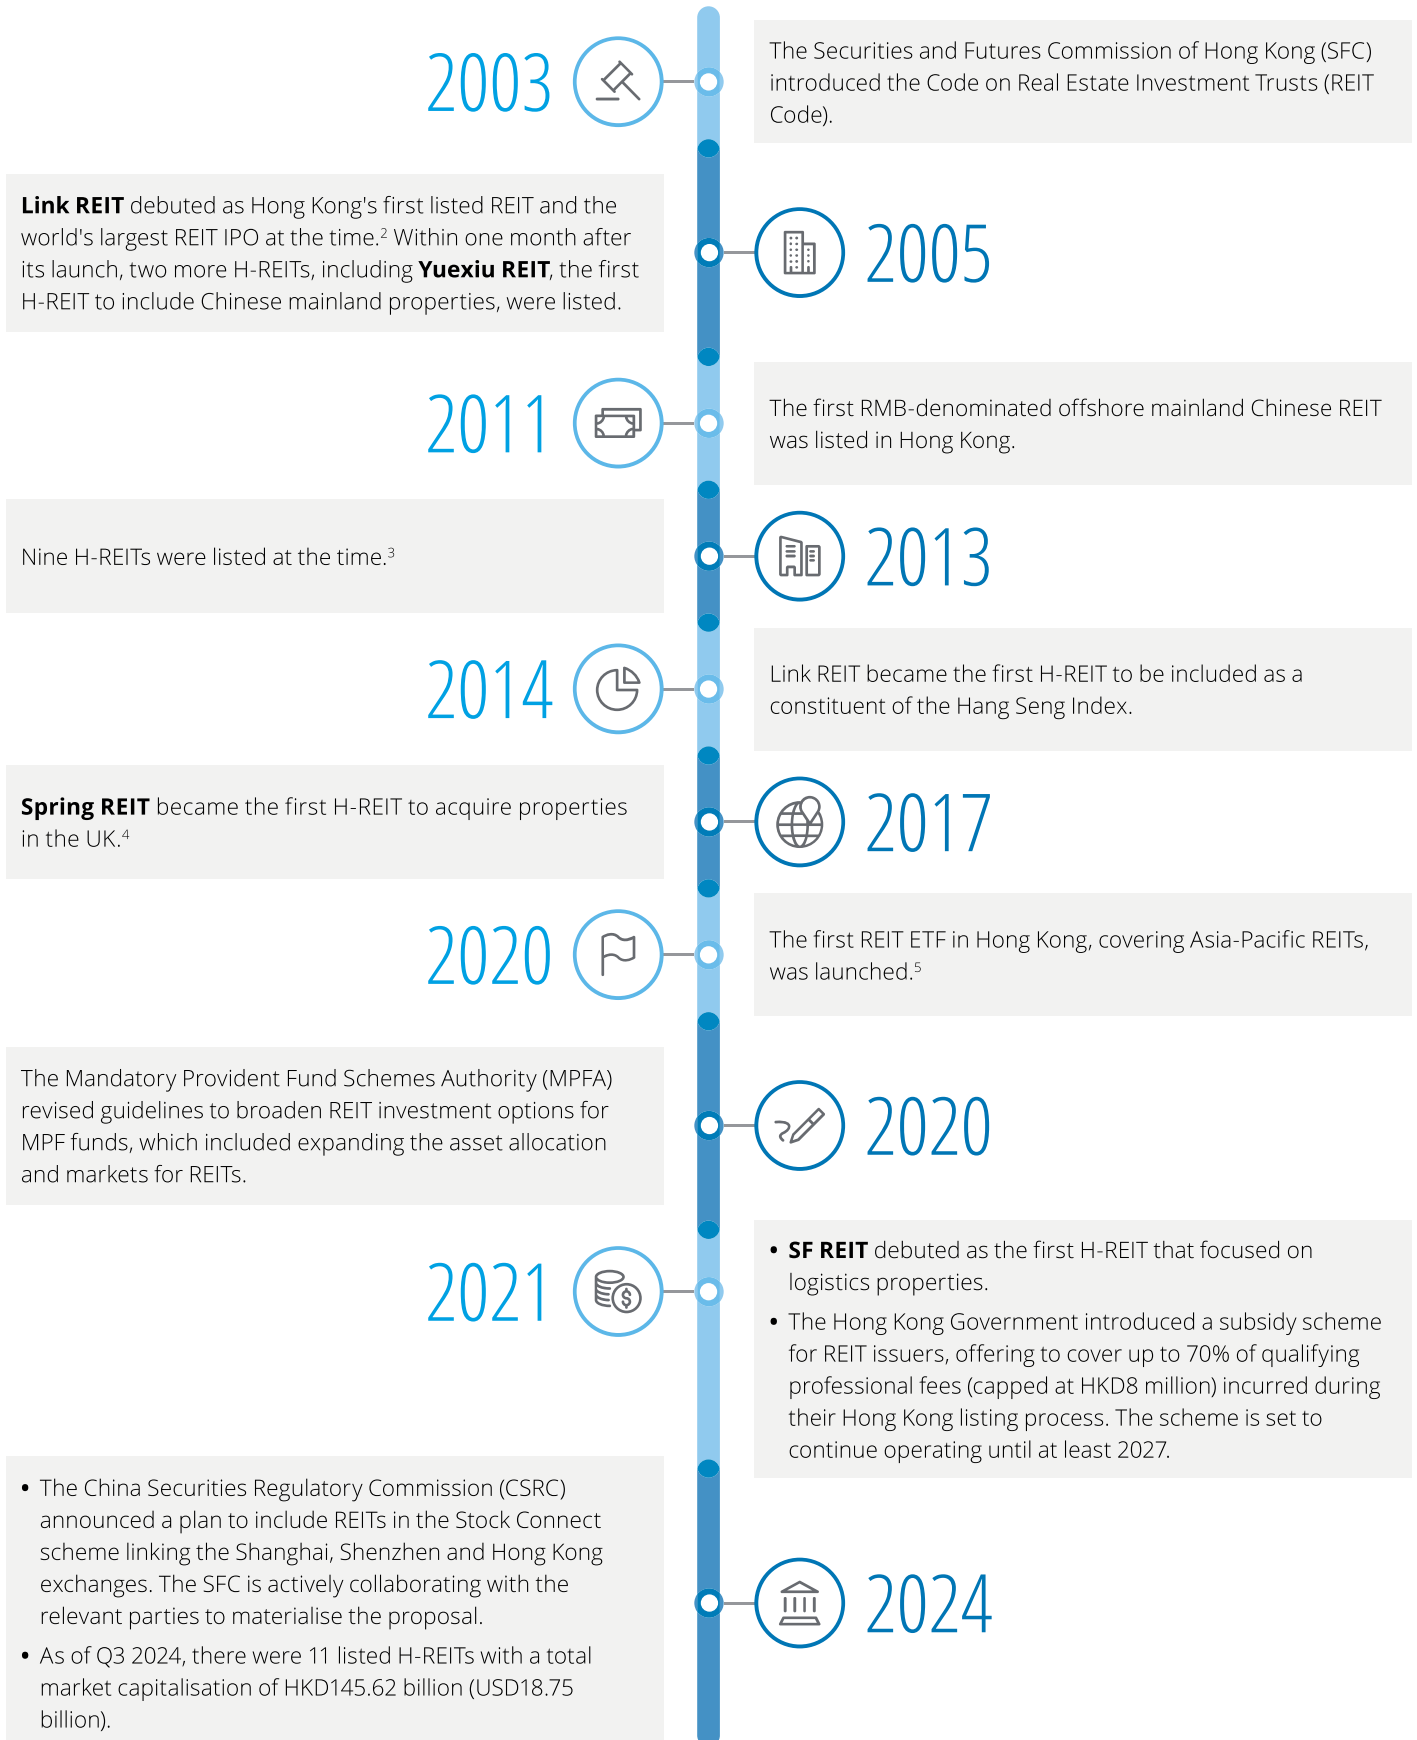 2003
The Securities and Futures Commission of Hong Kong (SFC)
introduced the Code on Real Estate Investment Trusts (REIT
Code).
Link REIT debuted as Hong Kong's first listed REIT and the
world's largest REIT IPO at the time.2 Within one month after
its launch, two more H-REITs, including Yuexiu REIT, the first
H-REIT to include Chinese mainland properties, were listed.
2005
2011
The first RMB-denominated offshore mainland Chinese REIT
was listed in Hong Kong.
Nine H-REITs were listed at the time.3
2013
2014
Link REIT became the first H-REIT to be included as a
constituent of the Hang Seng Index.
Spring REIT became the first H-REIT to acquire properties
in the UK.4
2017
2020
The first REIT ETF in Hong Kong, covering Asia-Pacific REITs,
was launched.5
The Mandatory Provident Fund Schemes Authority (MPFA)
revised guidelines to broaden REIT investment options for
MPF funds, which included expanding the asset allocation
and markets for REITs.
2020
2021
• SF REIT debuted as the first H-REIT that focused on
logistics properties.
• The Hong Kong Government introduced a subsidy scheme
for REIT issuers, offering to cover up to 70% of qualifying
professional fees (capped at HKD8 million) incurred during
their Hong Kong listing process. The scheme is set to
continue operating until at least 2027.
• The China Securities Regulatory Commission (CSRC)
announced a plan to include REITs in the Stock Connect
scheme linking the Shanghai, Shenzhen and Hong Kong
exchanges. The SFC is actively collaborating with the
relevant parties to materialise the proposal.
• As of Q3 2024, there were 11 listed H-REITs with a total
market capitalisation of HKD145.62 billion (USD18.75
billion).
2024